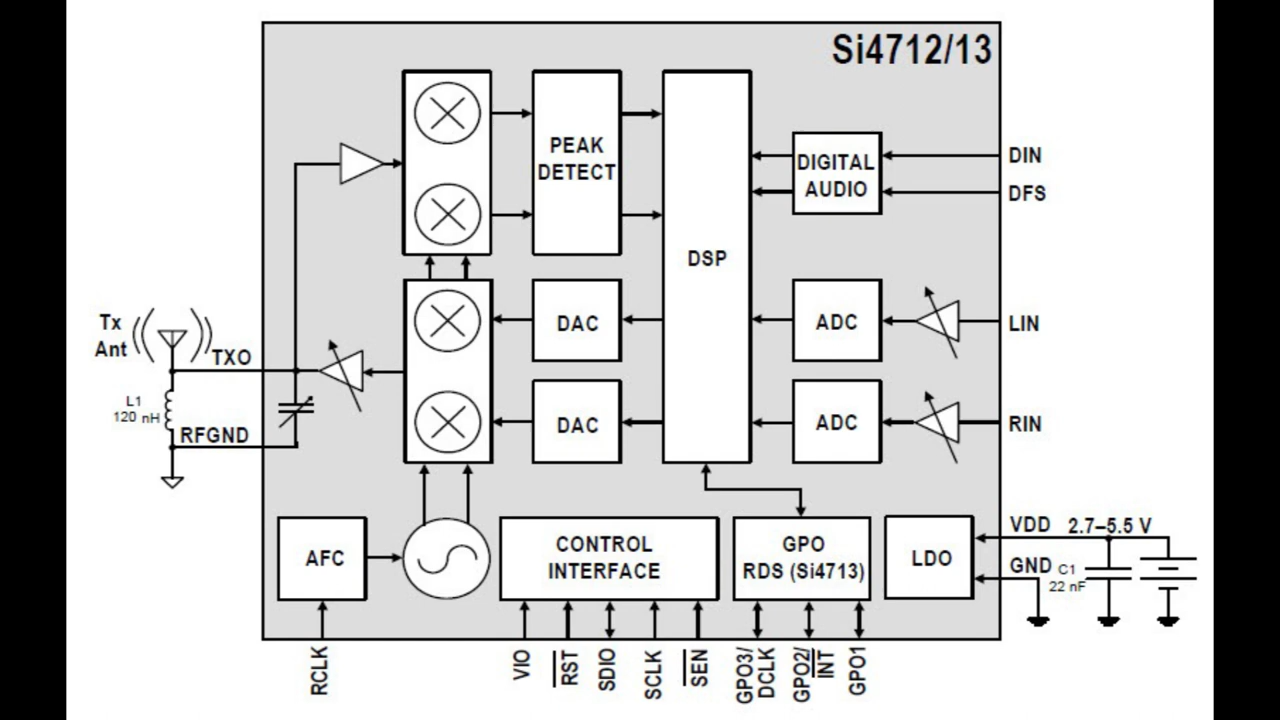 Si4712/13
PEAK
DETECT
DIGITAL
AUDIO
DIN
DFS
DSP
DAC
ADC
LIN
Tx
Ant
TXO
L1
120 nH
RFGND
DAC
ADC
RIN
AFC
CONTROL
INTERFACE
GPO
RDS (Si4713)
LDO
VDD 2.7–5.5 V
GND
C1
22 nF
RCLK
VIO
RST
SDIO
SCLK
SEN
GPO3/
DCLK
GPO2/
INT
GPO1